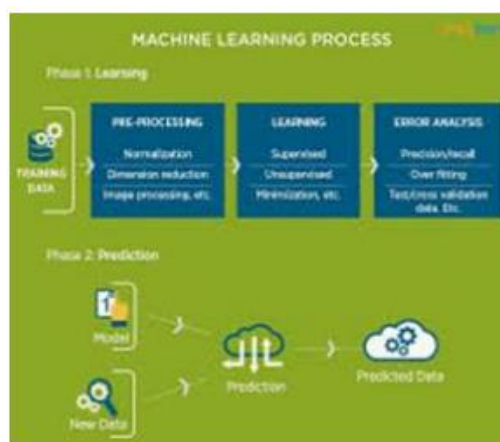 MACHINE LEARNING PROCESS
Phase 1: Learning
TRAINING
DATA
PRE-PROCESSING
Normalization
Dimension reduction
Image processing, etc.
LEARNING
Supervised
Unsupervised
Minimization, etc.
ERROR ANALYSIS
Precision/recall
Over fitting
Test/cross validation
data, Etc.
Phase 2: Prediction
Model
New Data
Prediction
Predicted Data